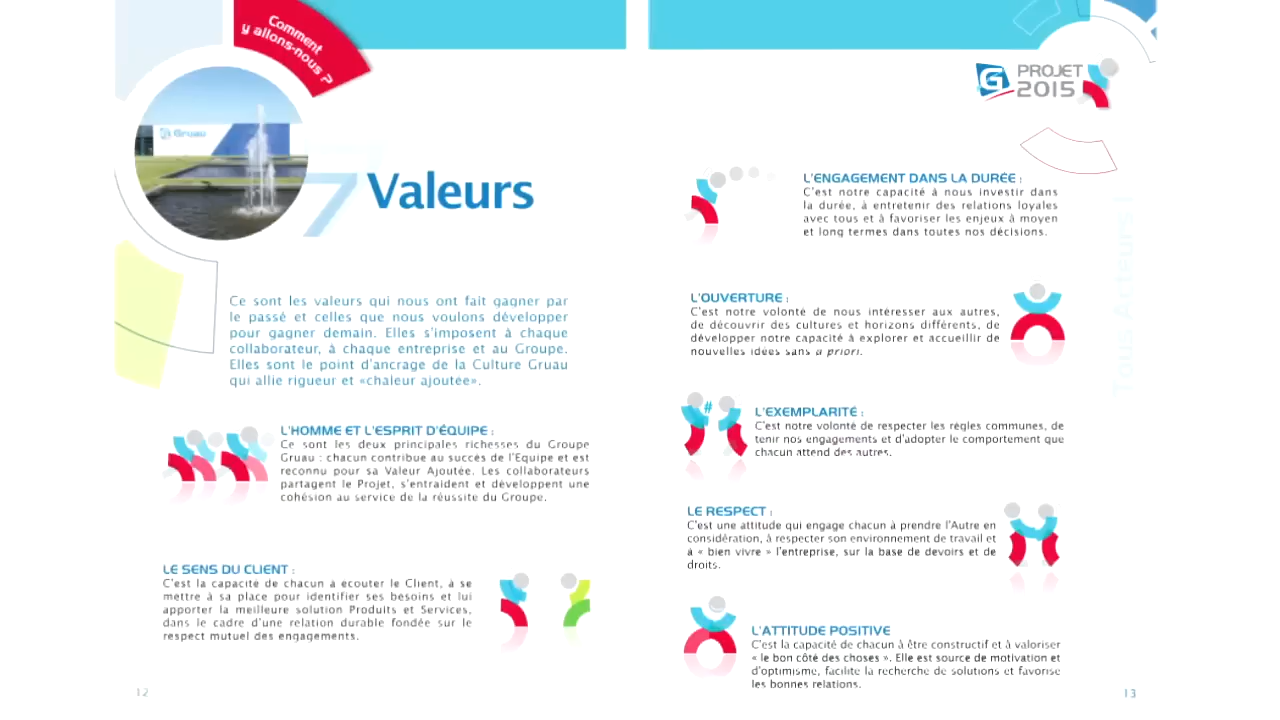 Comment
y allons-nous ?
Gruau
7 Valeurs
Ce sont les valeurs qui nous ont fait gagner par
le passé et celles que nous voulons développer
pour gagner demain. Elles s'imposent à chaque
collaborateur, à chaque entreprise et au Groupe.
Elles sont le point d'ancrage de la Culture Gruau
qui allie rigueur et «chaleur ajoutée».
L'HOMME ET L'ESPRIT D'ÉQUIPE :
Ce sont les deux principales richesses du Groupe
Gruau : chacun contribue au succès de l'Equipe et est
reconnu pour sa Valeur Ajoutée. Les collaborateurs
partagent le Projet, s'entraident et développent une
cohésion au service de la réussite du Groupe.
LE SENS DU CLIENT :
C'est la capacité de chacun à écouter le Client, à se
mettre à sa place pour identifier ses besoins et lui
apporter la meilleure solution Produits et Services,
dans le cadre d'une relation durable fondée sur le
respect mutuel des engagements.
12
G PROJET
2015
L'ENGAGEMENT DANS LA DURÉE :
C'est notre capacité à nous investir dans
la durée, à entretenir des relations loyales
avec tous et à favoriser les enjeux à moyen
et long termes dans toutes nos décisions.
L'OUVERTURE :
C'est notre volonté de nous intéresser aux autres,
de découvrir des cultures et horizons différents, de
développer notre capacité à explorer et accueillir de
nouvelles idées sans a priori.
#
L'EXEMPLARITÉ :
C'est notre volonté de respecter les règles communes, de
tenir nos engagements et d'adopter le comportement que
chacun attend des autres.
LE RESPECT :
C'est une attitude qui engage chacun à prendre l'Autre en
considération, à respecter son environnement de travail et
à « bien vivre » l'entreprise, sur la base de devoirs et de
droits.
L'ATTITUDE POSITIVE
C'est la capacité de chacun à être constructif et à valoriser
« le bon côté des choses ». Elle est source de motivation et
d'optimisme, facilite la recherche de solutions et favorise
les bonnes relations.
Tous Acteurs !
13